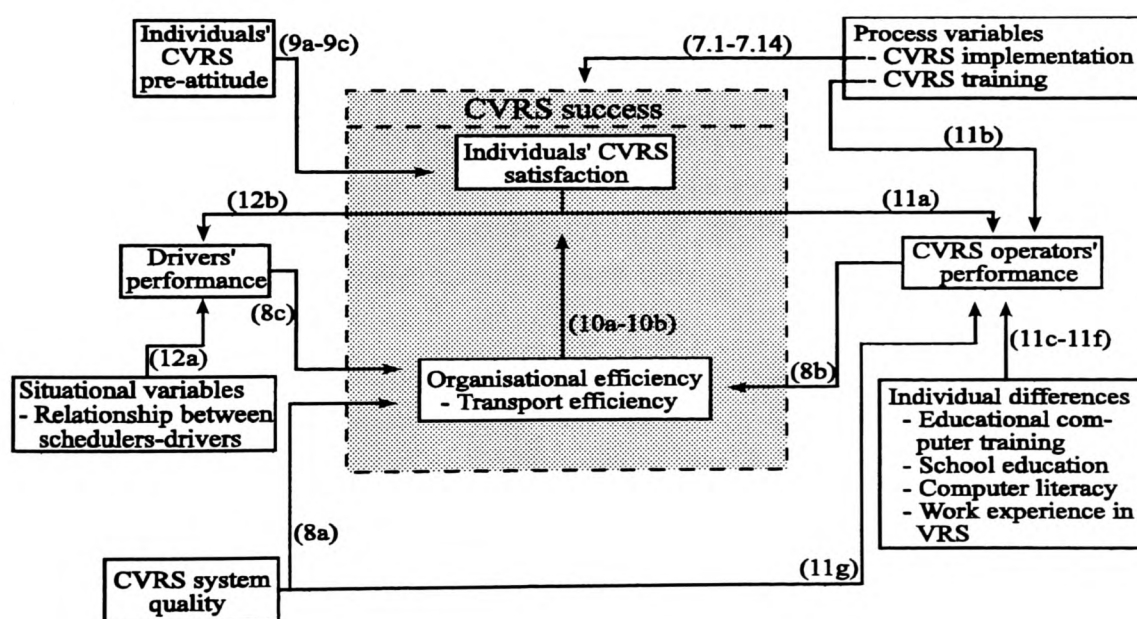 Individuals'
CVRS
pre-attitude
(9a-9c)
(7.1-7.14)
Process variables
- CVRS implementation
- CVRS training
CVRS success
Individuals' CVRS
satisfaction
(11b)
(12b)
(11a)
Drivers'
performance
CVRS operators'
performance
(8c)
(10a-10b)
(12a)
(11c-11f)
(8b)
Situational variables
- Relationship between
schedulers-drivers
Organisational efficiency
- Transport efficiency
Individual differences
- Educational com-
puter training
- School education
- Computer literacy
- Work experience in
VRS
(8a)
(11g)
CVRS system
quality